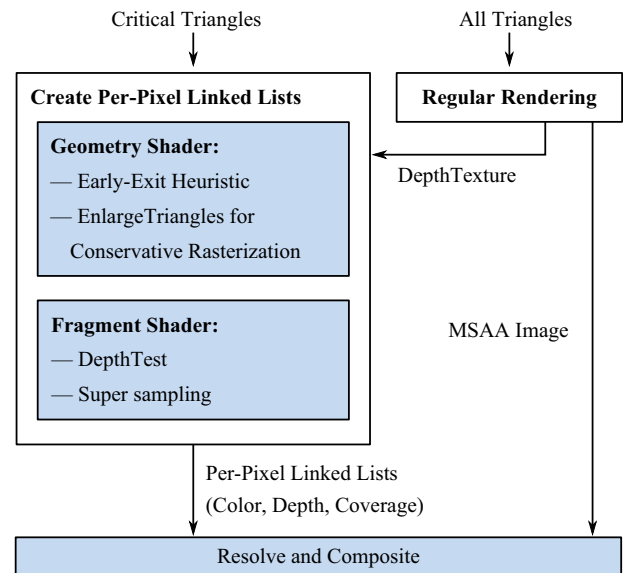 Critical Triangles
All Triangles
Create Per-Pixel Linked Lists
Regular Rendering
Geometry Shader:
— Early-Exit Heuristic
— EnlargeTriangles for
Conservative Rasterization
DepthTexture
Fragment Shader:
— DepthTest
— Super sampling
MSAA Image
Per-Pixel Linked Lists
(Color, Depth, Coverage)
Resolve and Composite